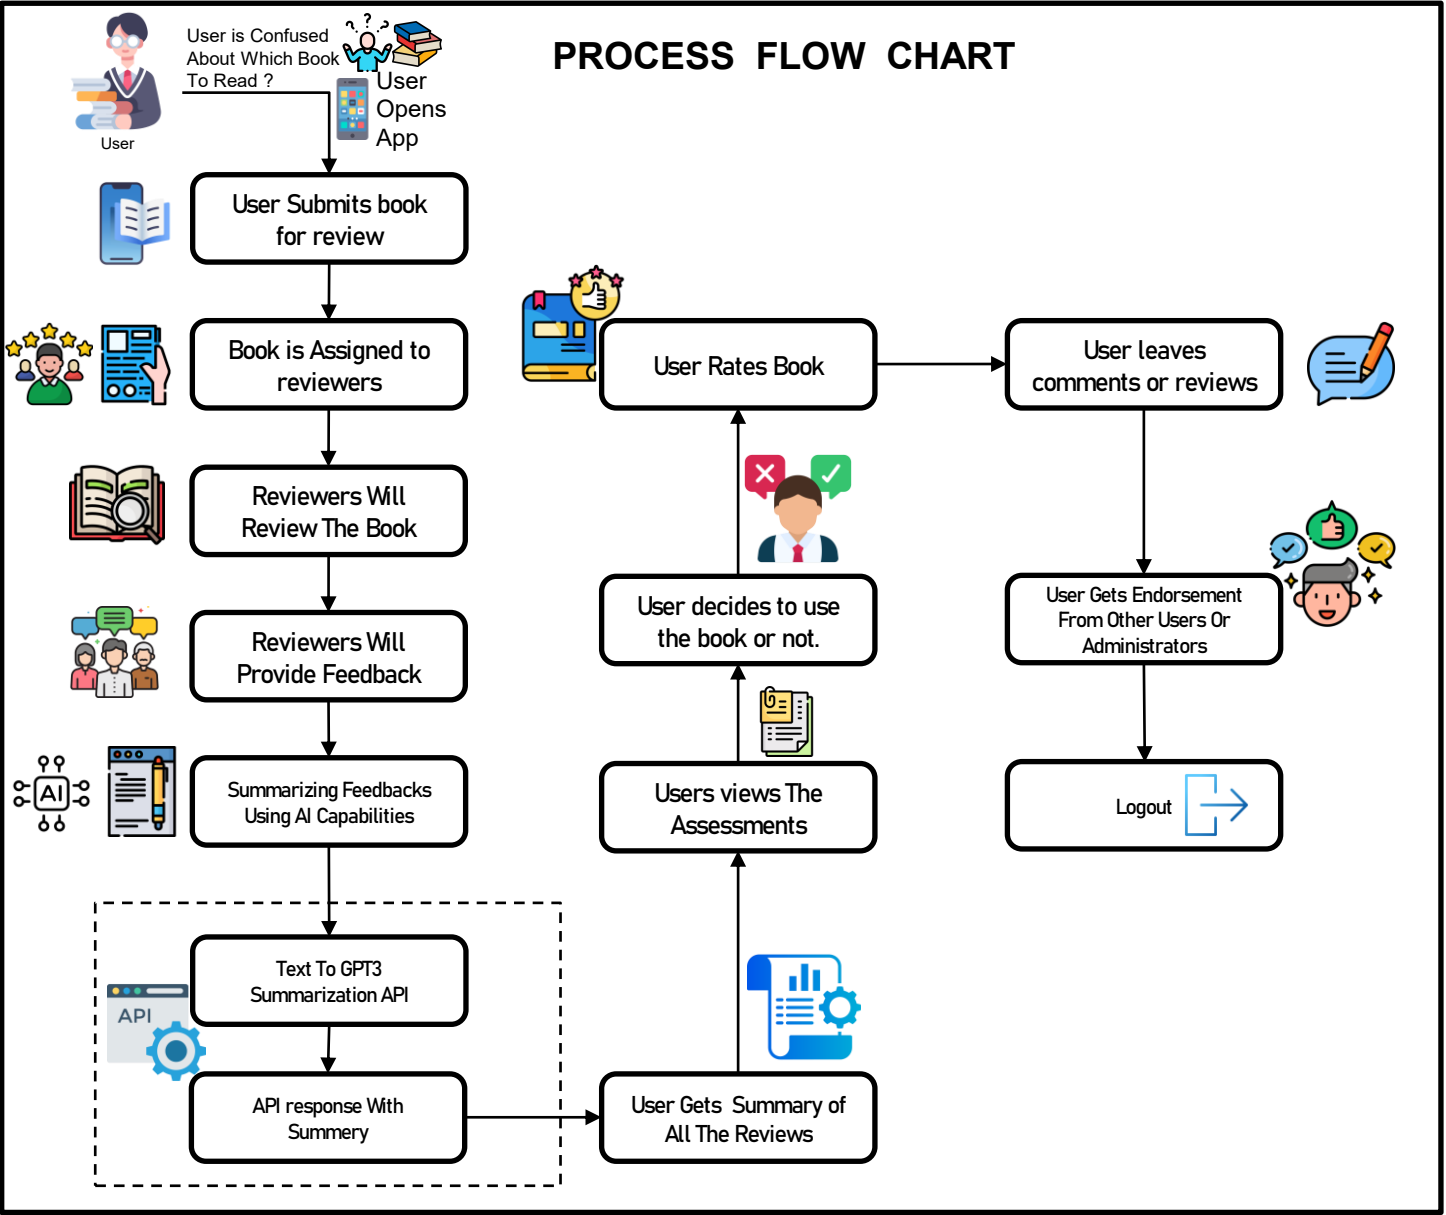 PROCESS FLOW CHART
User is Confused
About Which Book
To Read ?
User
Opens
App
User
User Submits book
for review
Book is Assigned to
reviewers
Reviewers Will
Review The Book
Reviewers Will
Provide Feedback
AI
Summarizing Feedbacks
Using AI Capabilities
Text To GPT3
Summarization API
API
API response With
Summery
User Gets Summary of
All The Reviews
Users views The
Assessments
User decides to use
the book or not.
User Rates Book
User leaves
comments or reviews
User Gets Endorsement
From Other Users Or
Administrators
Logout